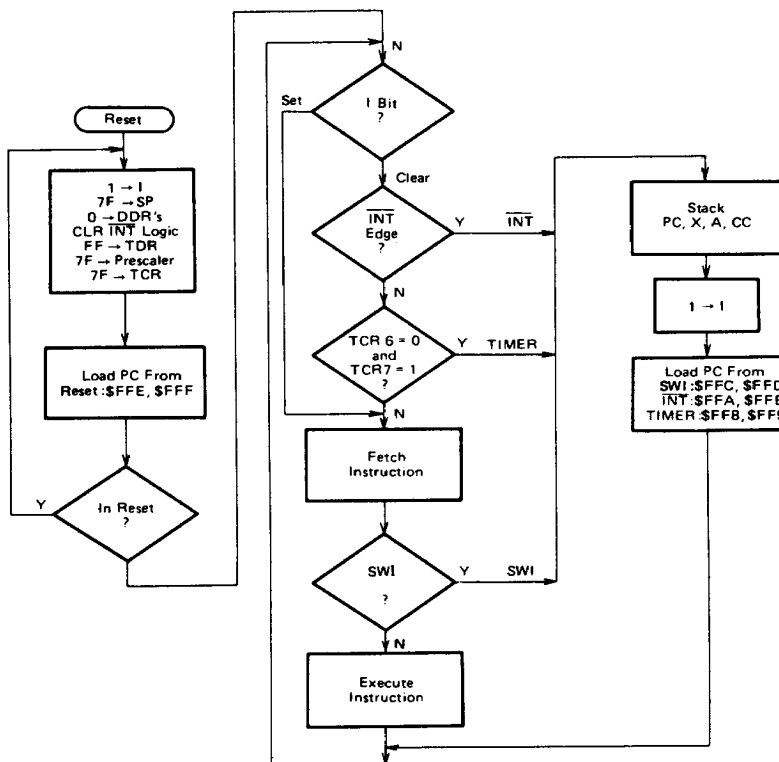 Reset
1 → I
7F → SP
0 → DDR's
CLR INT Logic
FF → TDR
7F → Prescaler
7F → TCR
Load PC From
Reset:$FFE, $FFF
Y
In Reset
?
N
I Bit
?
Set
Clear
INT
Edge
?
Y
INT
N
TCR 6 = 0
and
TCR7 = 1
?
Y
TIMER
N
Fetch
Instruction
SWI
?
Y
SWI
N
Execute
Instruction
Stack
PC, X, A, CC
1 → I
Load PC From
SWI:$FFC, $FFD
INT:$FFA, $FFB
TIMER:$FF8, $FF9